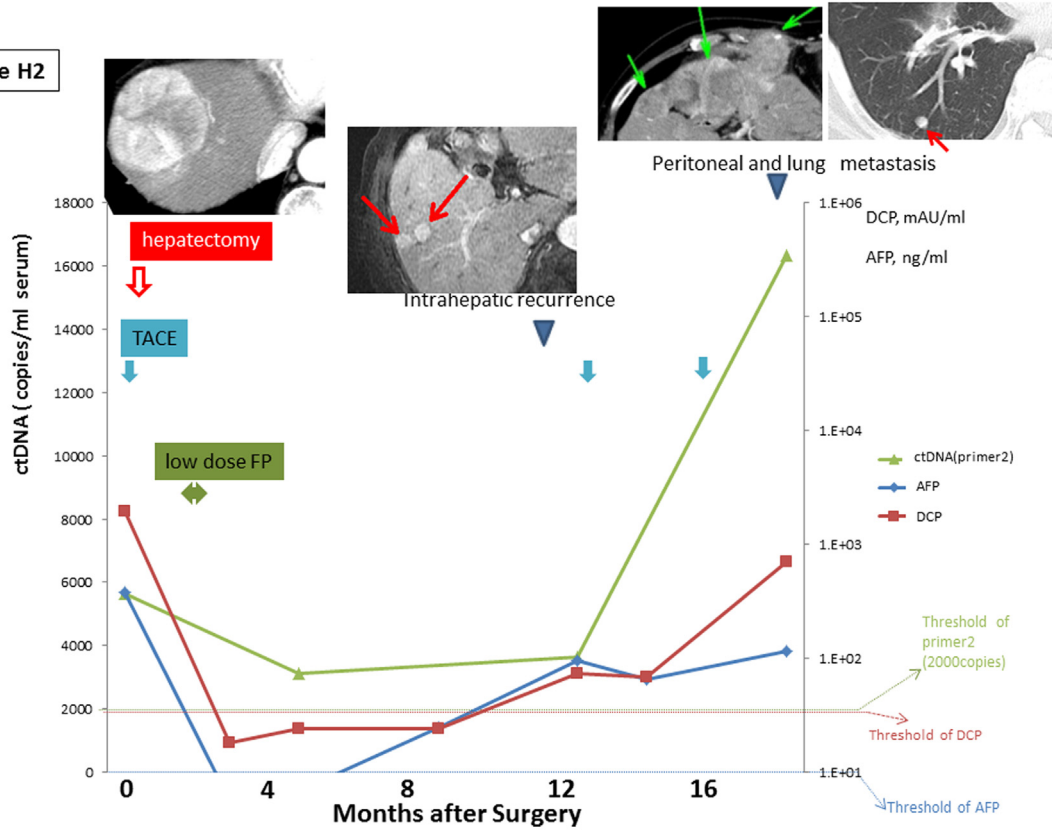 e H2
Peritoneal and lung metastasis
18000
1.E+06
DCP, mAU/ml
hepatectomy
16000
AFP, ng/ml
Intrahepatic recurrence
1.E+05
14000
TACE
12000
1.E+04
low dose FP
10000
ctDNA(primer2)
AFP
DCP
8000
1.E+03
6000
Threshold of
primer2
(2000copies)
4000
1.E+02
2000
Threshold of DCP
0
1.E+01
Threshold of AFP
0 4 8 12 16
Months after Surgery
ctDNA ( copies/ml serum)